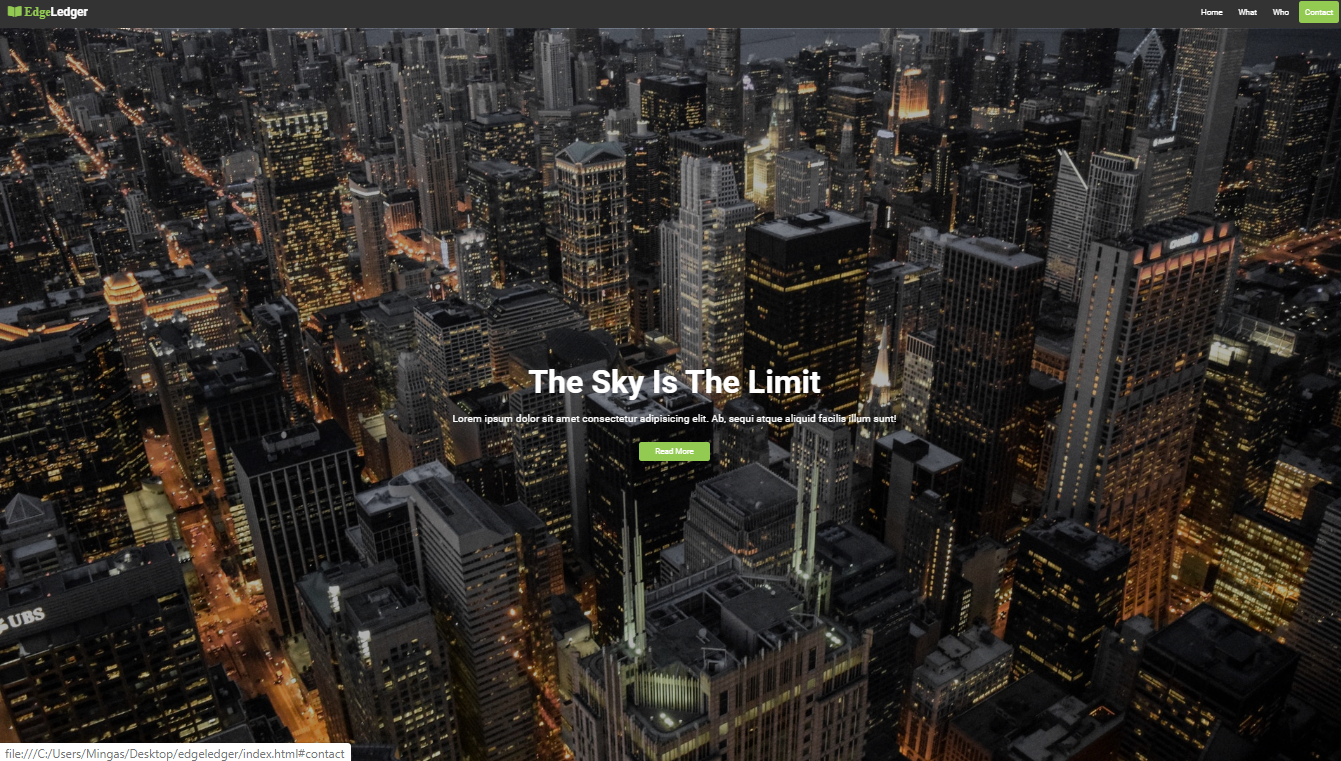 EdgeLedger
Home What Who Contact
The Sky Is The Limit
Lorem ipsum dolor sit amet consectetur adipisicing elit. Ab, sequi atque aliquid facilis illum sunt!
Read More
UBS
file:///C:/Users/Mingas/Desktop/edgeledger/index.html#contact